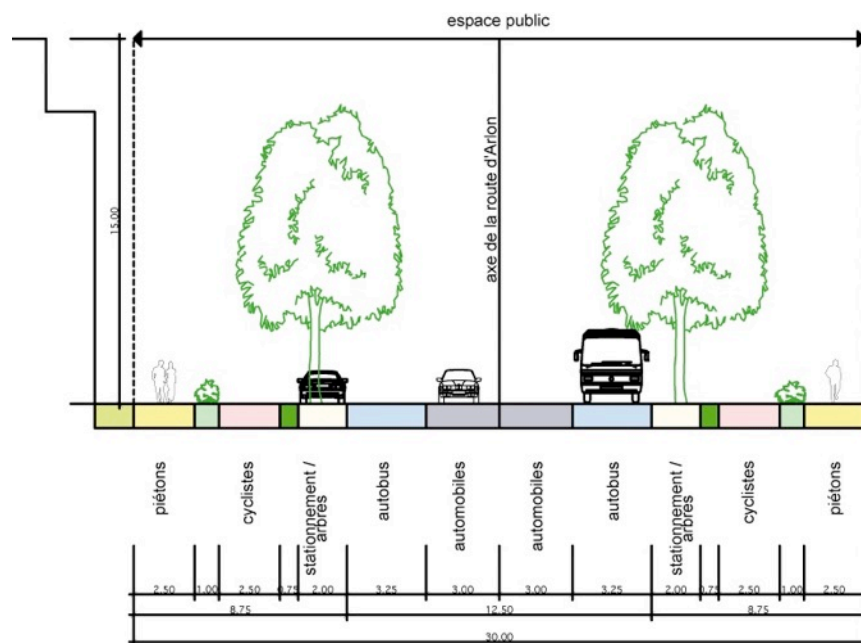 espace public
15.00
axe de la route d'Arlon
piétons
cyclistes
stationnement /
arbres
autobus
automobiles
automobiles
autobus
stationnement/
arbres
cyclistes
piétons
2.50 1.00 2.50 0.75 2.00 3.25 3.00 3.00 3.25 2.00 0.75 2.50 1.00 2.50
8.75 12.50 8.75
30.00